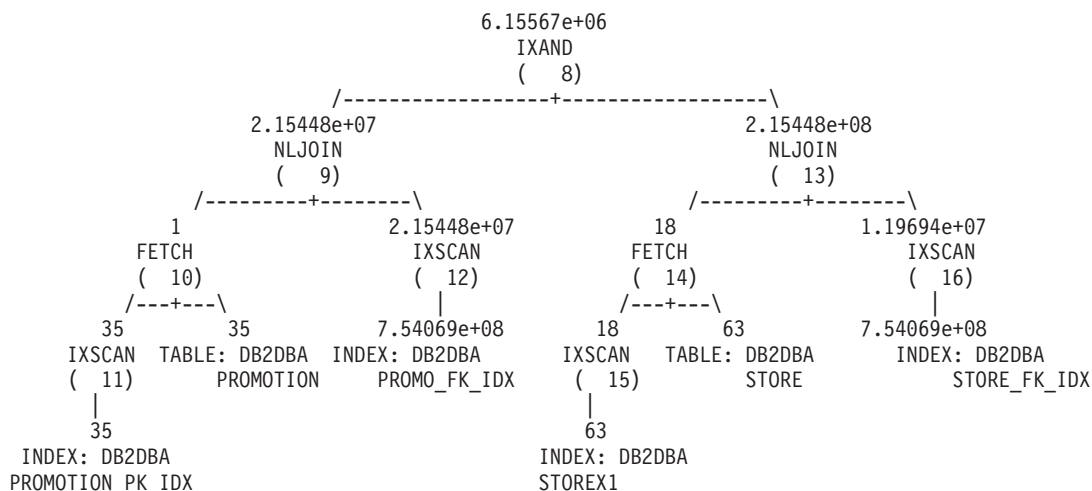 6.15567e+06
IXAND
( 8)
/------------------+------------------\
2.15448e+07 2.15448e+08
NLJOIN NLJOIN
( 9) ( 13)
/---------+--------\ /---------+--------\
1 2.15448e+07 18 1.19694e+07
FETCH IXSCAN FETCH IXSCAN
( 10) ( 12) ( 14) ( 16)
/---+---\ | /---+---\ |
35 35 7.54069e+08 18 63 7.54069e+08
IXSCAN TABLE: DB2DBA INDEX: DB2DBA IXSCAN TABLE: DB2DBA INDEX: DB2DBA
( 11) PROMOTION PROMO_FK_IDX ( 15) STORE STORE_FK_IDX
| |
35 63
INDEX: DB2DBA INDEX: DB2DBA
PROMOTION PK IDX STOREX1